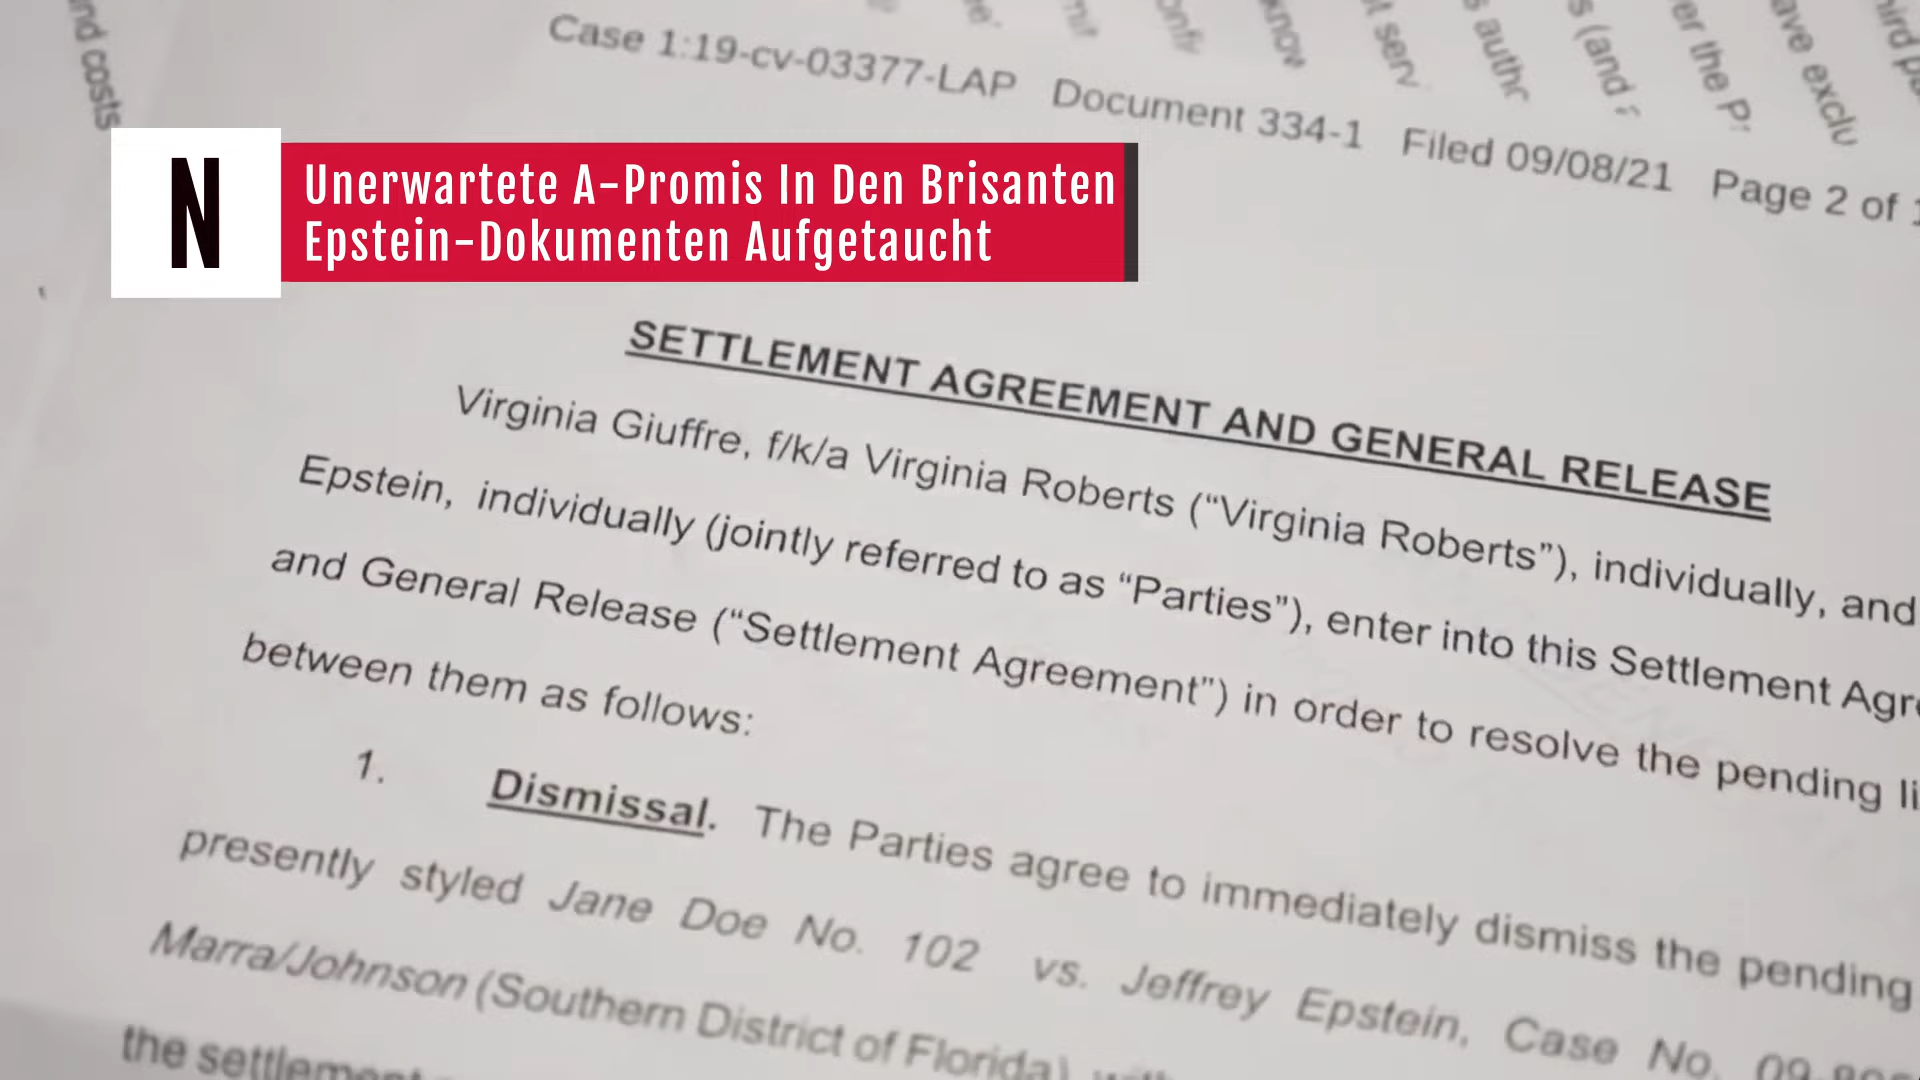 Case 1:19-cv-03377-LAP Document 334-1 Filed 09/08/21 Page 2 of
N
Unerwartete A-Promis In Den Brisanten
Epstein-Dokumenten Aufgetaucht
SETTLEMENT AGREEMENT AND GENERAL RELEASE
Virginia Giuffre, f/k/a Virginia Roberts (“Virginia Roberts”), individually, and
Epstein, individually (jointly referred to as “Parties”), enter into this Settlement
and General Release (“Settlement Agreement”) in order to resolve the pending
between them as follows:
1. Dismissal. The Parties agree to immediately dismiss the pending
presently styled Jane Doe No. 102 vs. Jeffrey Epstein, Case No.
Marra/Johnson (Southern District of Florida)
the settlement
costs